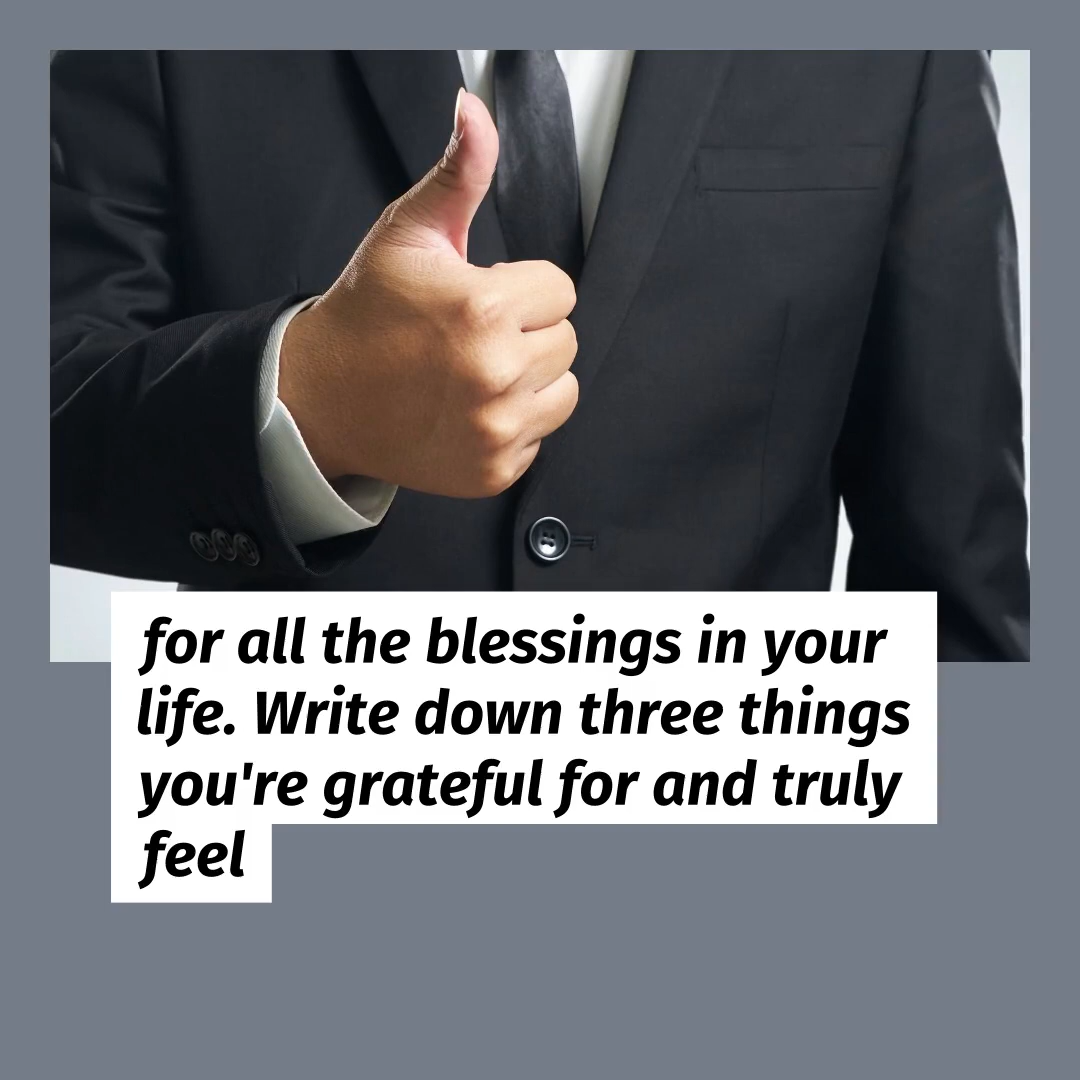 for all the blessings in your
life. Write down three things
you're grateful for and truly
feel